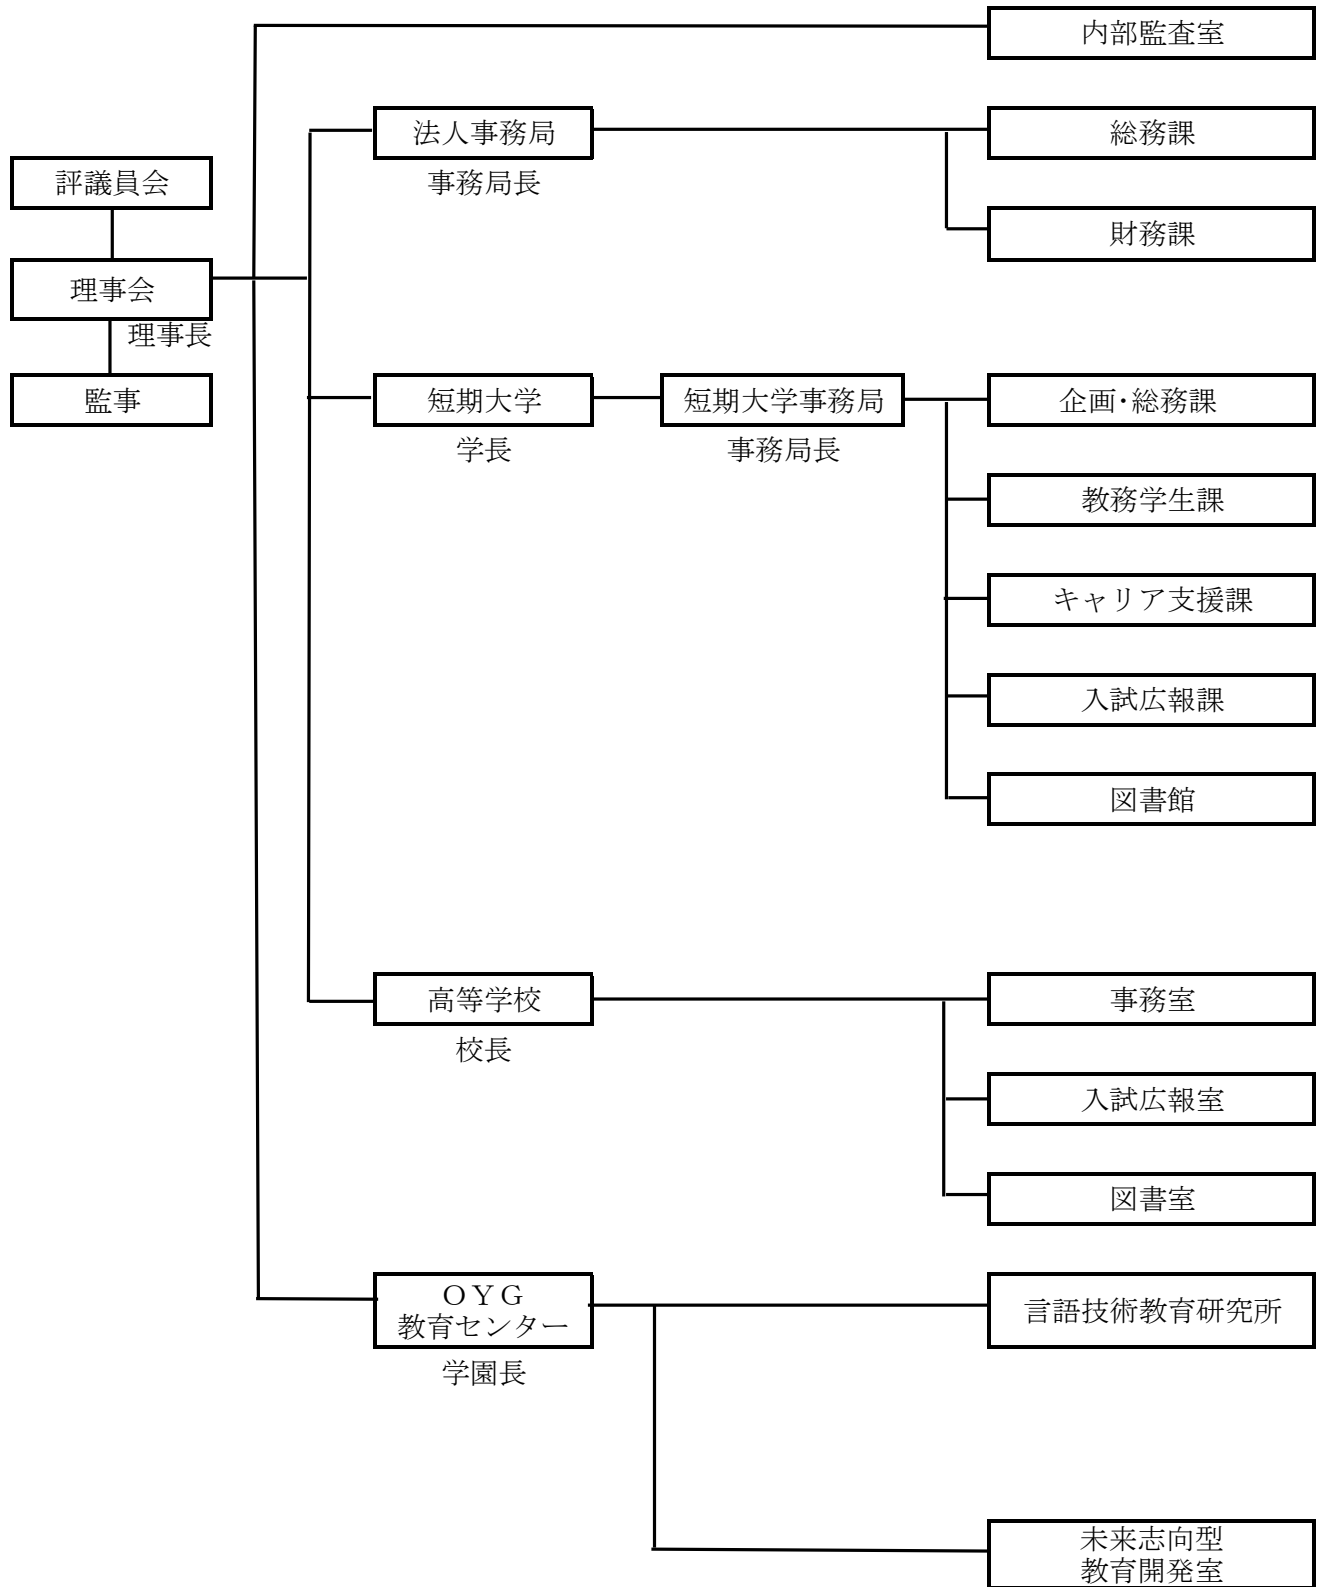 内部監査室
法人事務局
総務課
評議員会
事務局長
財務課
理事会
理事長
監事
短期大学
短期大学事務局
企画・総務課
学長
事務局長
教務学生課
キャリア支援課
入試広報課
図書館
高等学校
事務室
校長
入試広報室
図書室
ＯＹＧ
教育センター
言語技術教育研究所
学園長
未来志向型
教育開発室